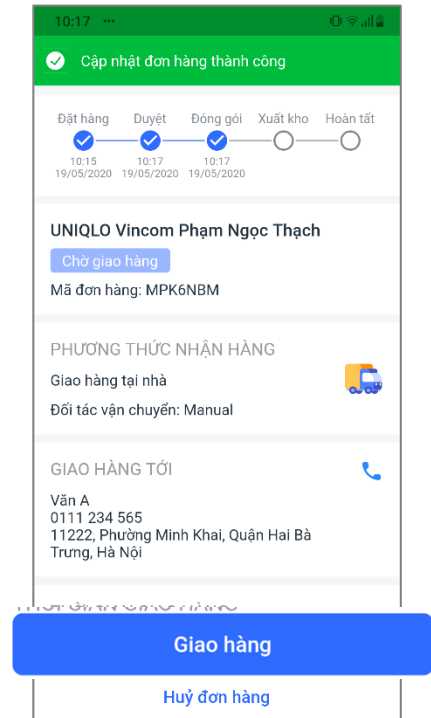 10:17 ...
Cập nhật đơn hàng thành công
Đặt hàng Duyệt Đóng gói Xuất kho Hoàn tất
10:15 10:17 10:17
19/05/2020 19/05/2020 19/05/2020
UNIQLO Vincom Phạm Ngọc Thạch
Chờ giao hàng
Mã đơn hàng: MPK6NBM
PHƯƠNG THỨC NHẬN HÀNG
Giao hàng tại nhà
Đối tác vận chuyển: Manual
GIAO HÀNG TỚI
Văn A
0111 234 565
11222, Phường Minh Khai, Quận Hai Bà
Trưng, Hà Nội
Giao hàng
Huỷ đơn hàng